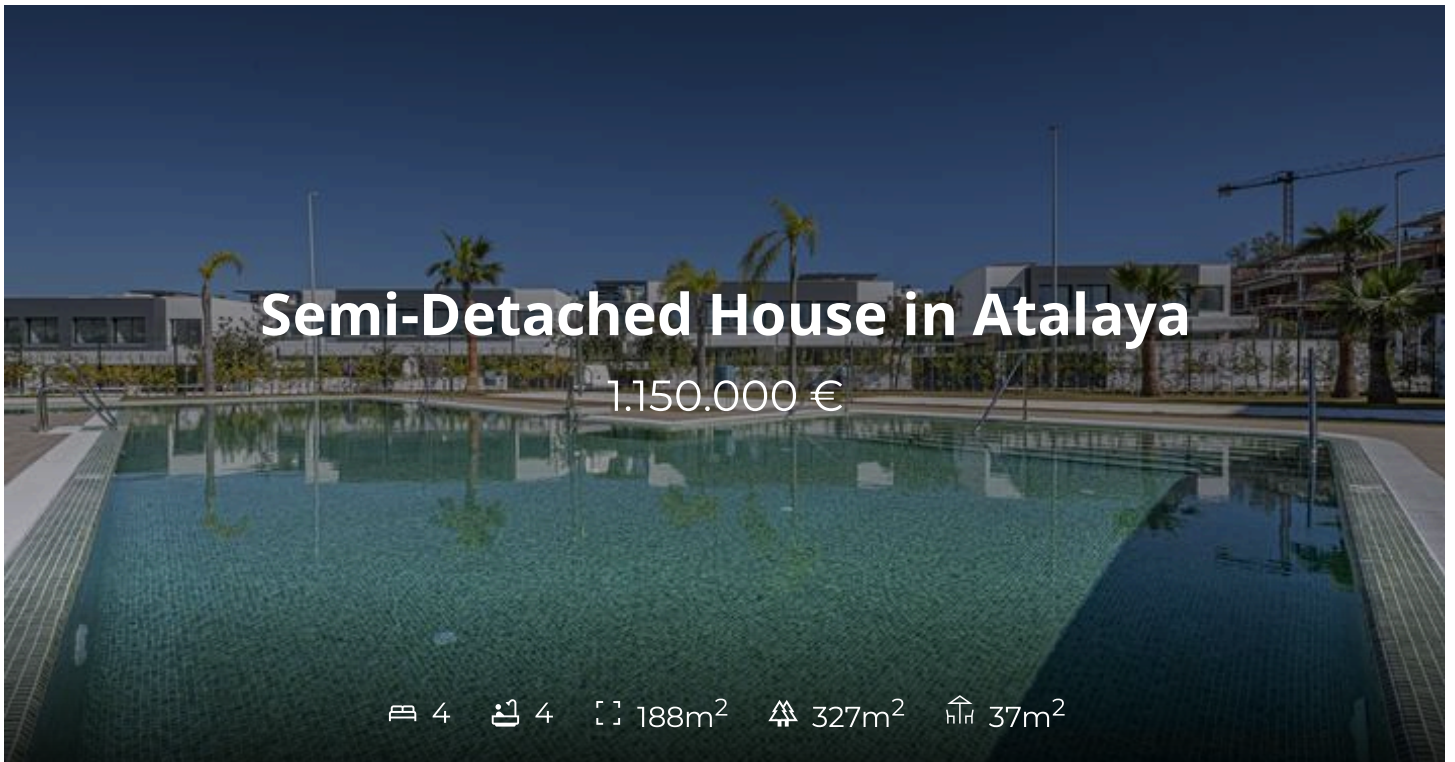 Semi-Detached House in Atalaya
1.150.000 €
4 4 188m² 327m² 37m²